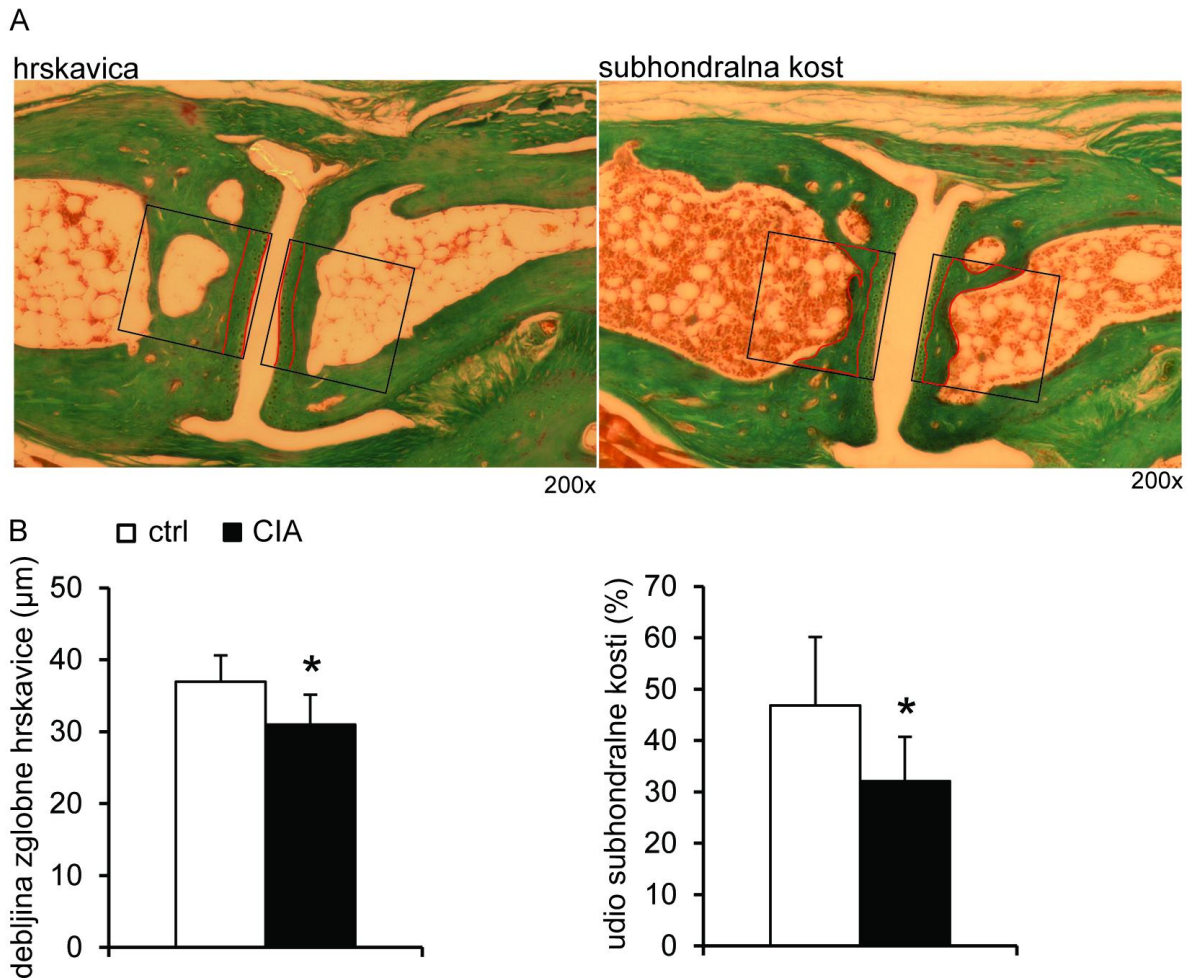 A
hrskavica
subhondralna kost
200x
200x
B
ctrl CIA
debljina zglobne hrskavice (µm)
50
40
30
20
10
0
*
udio subhondralne kosti (%)
70
60
50
40
30
20
10
0
*